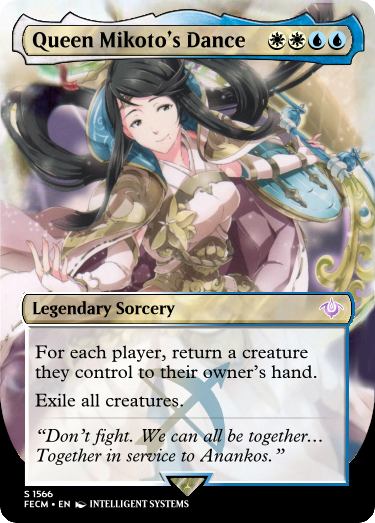 Queen Mikoto's Dance
Legendary Sorcery
For each player, return a creature
they control to their owner's hand.
Exile all creatures.
“Don't fight. We can all be together…
Together in service to Anankos.”
S 1566
FECM • EN INTELLIGENT SYSTEMS